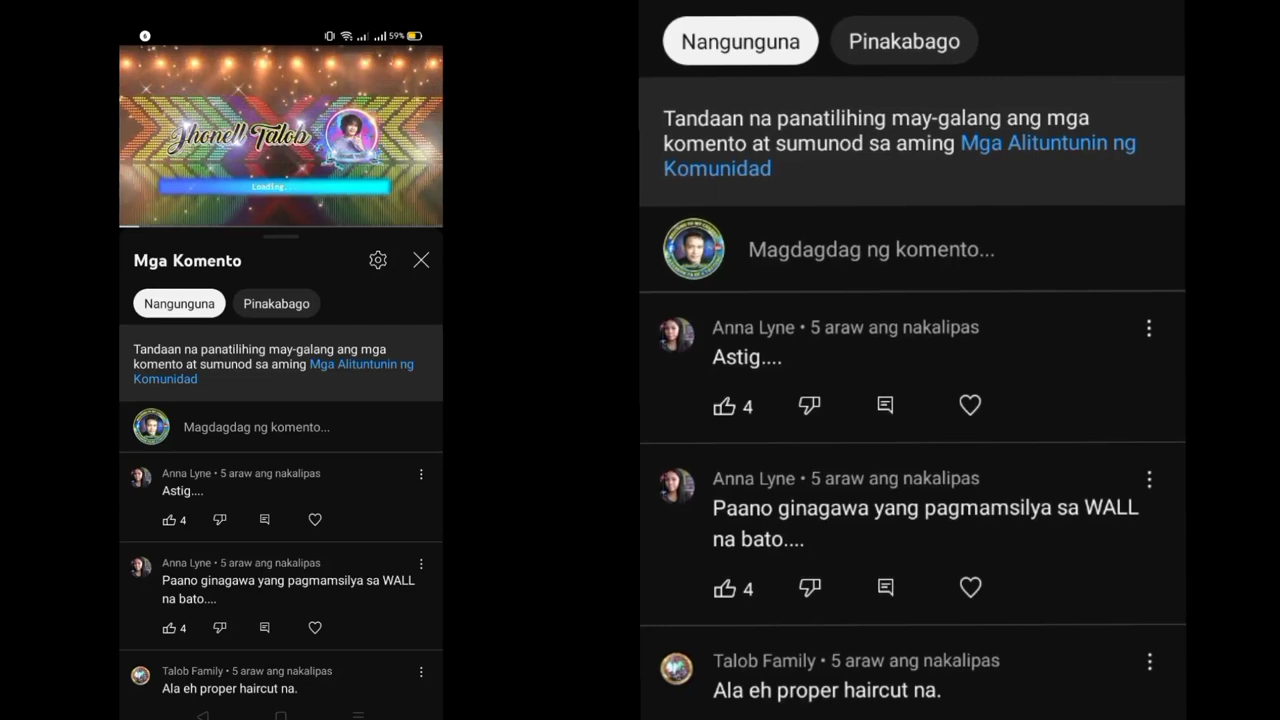 6
59%
Jhonell Talob
Loading...
Mga Komento
Nangunguna
Pinakabago
Tandaan na panatilihing may-galang ang mga
komento at sumunod sa aming Mga Alituntunin ng
Komunidad
Magdagdag ng komento...
Anna Lyne • 5 araw ang nakalipas
Astig....
4
Anna Lyne • 5 araw ang nakalipas
Paano ginagawa yang pagmamsilya sa WALL
na bato....
4
Talob Family • 5 araw ang nakalipas
Ala eh proper haircut na.
Nangunguna
Pinakabago
Tandaan na panatilihing may-galang ang mga
komento at sumunod sa aming Mga Alituntunin ng
Komunidad
Magdagdag ng komento...
Anna Lyne • 5 araw ang nakalipas
Astig....
4
Anna Lyne • 5 araw ang nakalipas
Paano ginagawa yang pagmamsilya sa WALL
na bato....
4
Talob Family • 5 araw ang nakalipas
Ala eh proper haircut na.